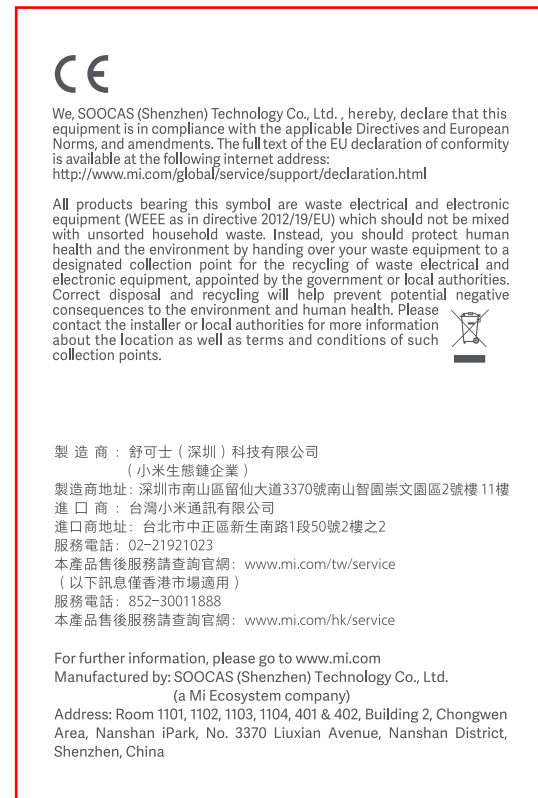 CE
We, SOOCAS (Shenzhen) Technology Co., Ltd. , hereby, declare that this
equipment is in compliance with the applicable Directives and European
Norms, and amendments. The full text of the EU declaration of conformity
is available at the following internet address:
http://www.mi.com/global/service/support/declaration.html
All products bearing this symbol are waste electrical and electronic
equipment (WEEE as in directive 2012/19/EU) which should not be mixed
with unsorted household waste. Instead, you should protect human
health and the environment by handing over your waste equipment to a
designated collection point for the recycling of waste electrical and
electronic equipment, appointed by the government or local authorities.
Correct disposal and recycling will help prevent potential negative
consequences to the environment and human health. Please
contact the installer or local authorities for more information
about the location as well as terms and conditions of such
collection points.
製 造 商 : 舒可士（深圳）科技有限公司
（小米生態鏈企業）
製造商地址: 深圳市南山區留仙大道3370號南山智園崇文園區2號樓 11樓
進 口 商 : 台灣小米通訊有限公司
進口商地址: 台北市中正區新生南路1段50號2樓之2
服務電話: 02-21921023
本產品售後服務請查詢官網: www.mi.com/tw/service
（以下訊息僅香港市場適用）
服務電話: 852-30011888
本產品售後服務請查詢官網: www.mi.com/hk/service
For further information, please go to www.mi.com
Manufactured by: SOOCAS (Shenzhen) Technology Co., Ltd.
(a Mi Ecosystem company)
Address: Room 1101, 1102, 1103, 1104, 401 & 402, Building 2, Chongwen
Area, Nanshan iPark, No. 3370 Liuxian Avenue, Nanshan District,
Shenzhen, China